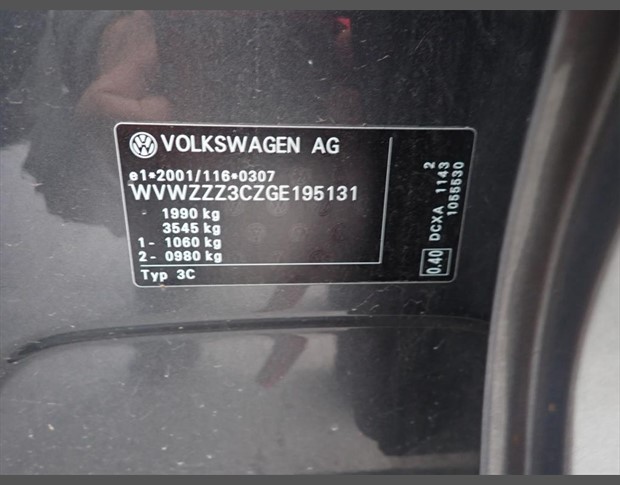 VOLKSWAGEN AG
e1*2001/116*0307
WVWZZZ3CZGE195131
- 1990 kg
3545 kg
1- 1060 kg
2- 0980 kg
Typ 3C
0.40 DCXA 1143 2
1055530